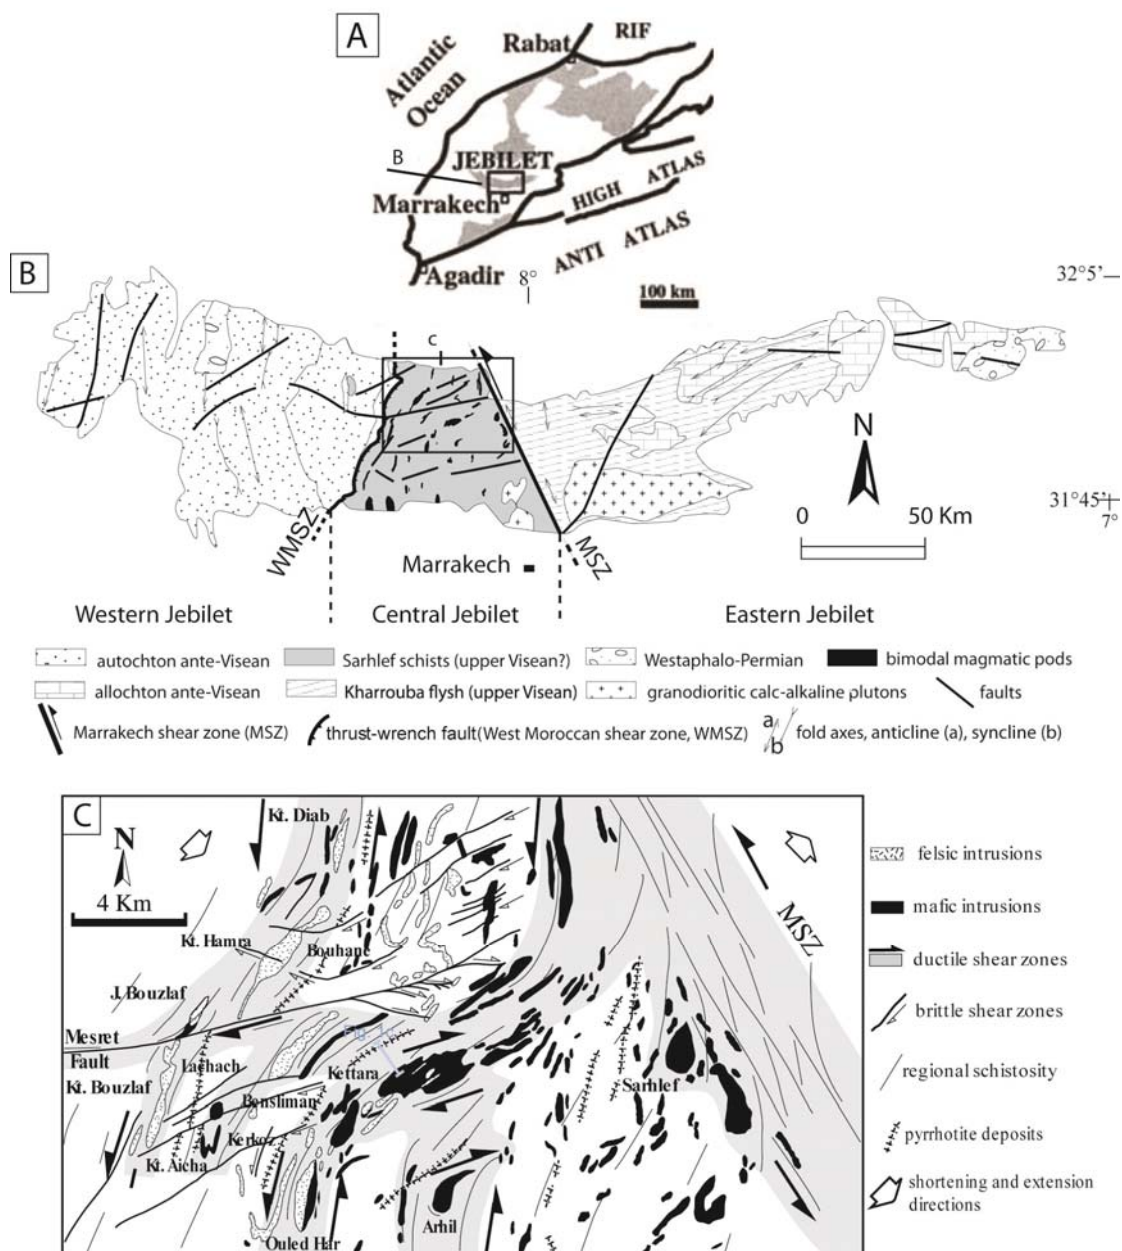 A
Rabat
RIF
Atlantic
Ocean
B
JEBILET
Marrakech
HIGH ATLAS
ANTI ATLAS
Agadir
100 km
B
8°
32°5'
c
N
31°45'
7°
0 50 Km
WMSZ
MSZ
Marrakech
Western Jebilet Central Jebilet Eastern Jebilet
autochton ante-Visean Sarhlef schists (upper Visean?) Westaphalo-Permian bimodal magmatic pods
allochton ante-Visean Kharrouba flysh (upper Visean) granodioritic calc-alkaline plutons faults
Marrakech shear zone (MSZ) thrust-wrench fault(West Moroccan shear zone, WMSZ) a b fold axes, anticline (a), syncline (b)
C
N
4 Km
Kt. Diab
MSZ
Kt. Hamra
Bouhane
J. Bouzlaf
Mesret
Fault
Kt. Bouzlaf
Lachach
Kettara
Bensliman
Kerkoz
Kt. Aicha
Sarhlef
Arhil
Ouled Har
felsic intrusions
mafic intrusions
ductile shear zones
brittle shear zones
regional schistosity
pyrrhotite deposits
shortening and extension
directions